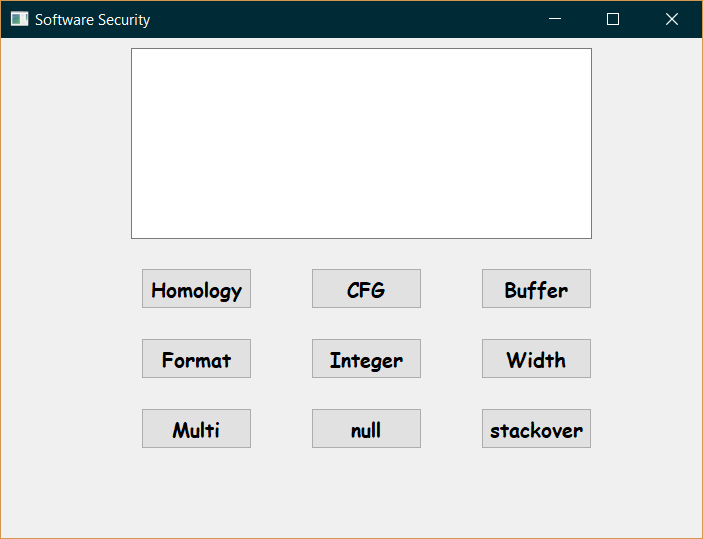 Software Security
Homology CFG Buffer
Format Integer Width
Multi null stackover